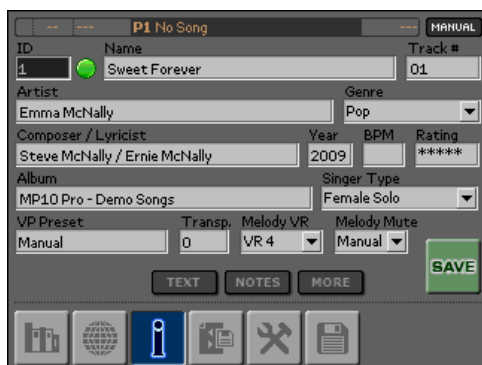 -- --- P1 No Song --- MANUAL
ID Name Track #
1 Sweet Forever 01
Artist Genre
Emma McNally Pop
Composer / Lyricist Year BPM Rating
Steve McNally / Ernie McNally 2009 *****
Album Singer Type
MP10 Pro - Demo Songs Female Solo
VP Preset Transp. Melody VR Melody Mute
Manual 0 VR 4 Manual
SAVE
TEXT NOTES MORE
i